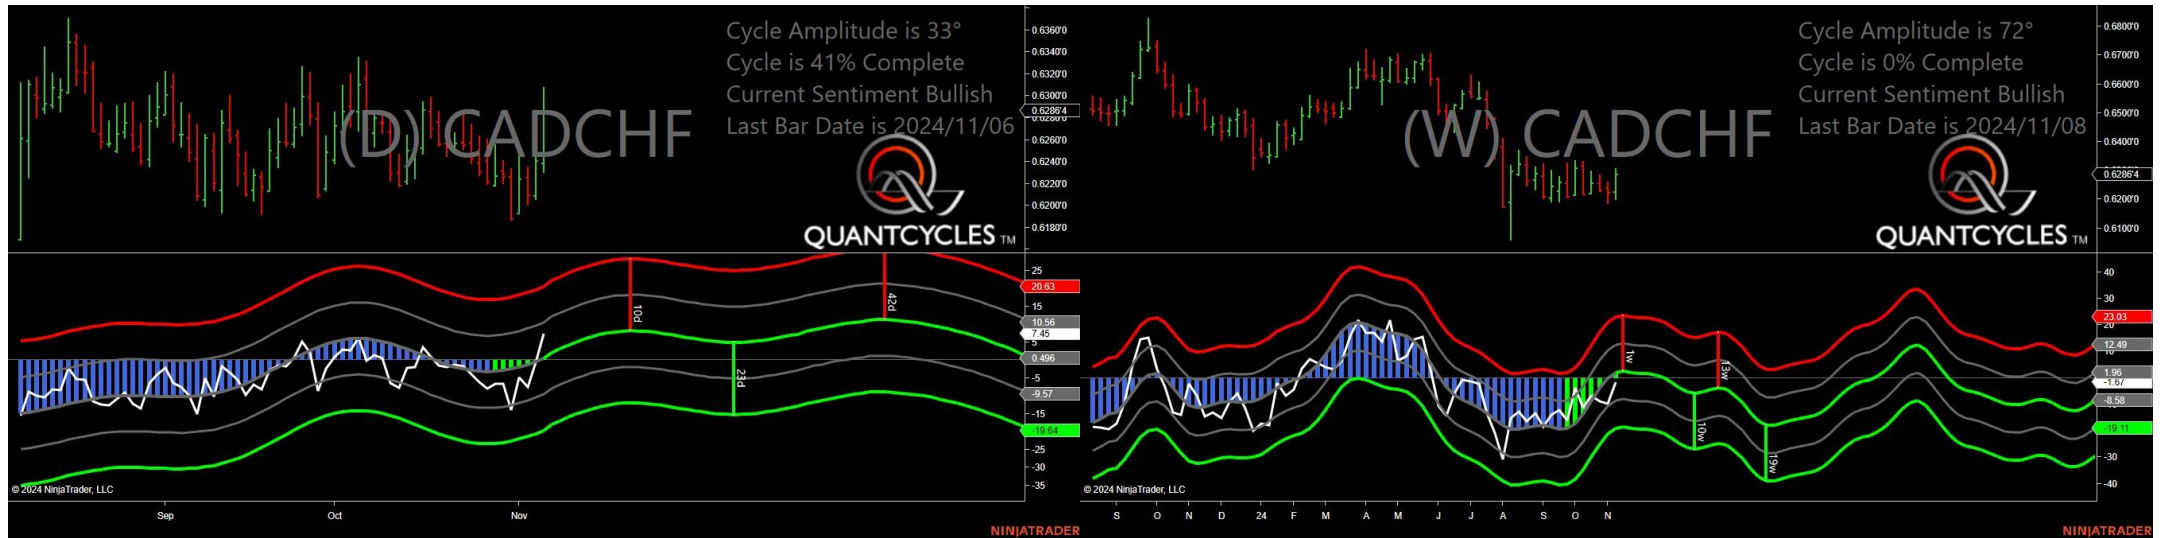 Cycle Amplitude is 33°
Cycle is 41% Complete
Current Sentiment Bullish
Last Bar Date is 2024/11/06
(D) CADCHF
QUANTCYCLES TM
0.6360'0
0.6340'0
0.6320'0
0.6300'0
0.6286'4
0.6260'0
0.6240'0
0.6220'0
0.6200'0
0.6180'0
25
20.63
15
10.56
7.45
5
0.496
-5
-9.57
-15
-19.64
-25
-30
-35
10d
23d
42d
© 2024 NinjaTrader, LLC
Sep Oct Nov
NINJATRADER
Cycle Amplitude is 72°
Cycle is 0% Complete
Current Sentiment Bullish
Last Bar Date is 2024/11/08
(W) CADCHF
QUANTCYCLES TM
0.6800'0
0.6700'0
0.6600'0
0.6500'0
0.6400'0
0.6286'4
0.6200'0
0.6100'0
40
30
23.03
20
12.49
1.96
-1.67
-8.58
-19.11
-30
-40
1w
10w
13w
19w
© 2024 NinjaTrader, LLC
S O N D 24 F M A M J J A S O N
NINJATRADER